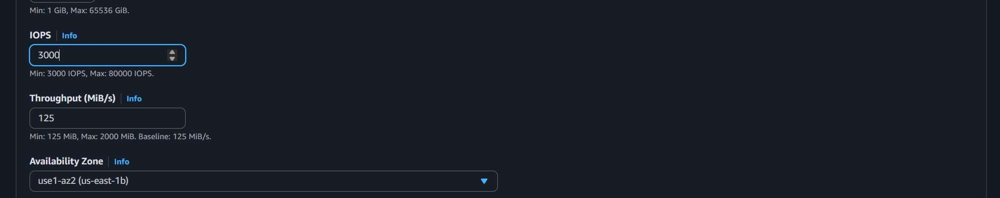 Min: 1 GiB, Max: 65536 GiB.
IOPS Info
3000
Min: 3000 IOPS, Max: 80000 IOPS.
Throughput (MiB/s) Info
125
Min: 125 MiB, Max: 2000 MiB. Baseline: 125 MiB/s.
Availability Zone Info
use1-az2 (us-east-1b)